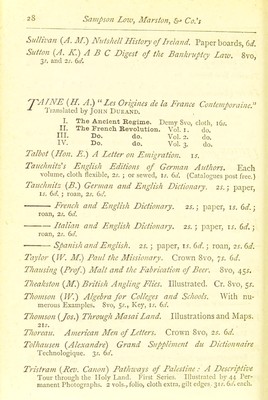 28 Sampson Low, Marston, & Co.'s
Sullivan (A. M.) Nutshell History of Ireland. Paper boards, 6d.
Sutton (A. K.) A B C Digest of the Bankruptcy Law. 8vo,
3s. and 2s. 6d.
TAINE (H. A.) "Les Origines de la France Contemporaine."
Translated by JOHN DURAND.
I. The Ancient Regime. Demy 8vo, cloth, 16s.
II. The French Revolution. Vol. 1. do.
III. Do. do. Vol. 2. do.
IV. Do. do. Vol. 3. do.
Talbot (Hon. E.) A Letter on Emigration. 1s.
Tauchnitz's English Editions of German Authors. Each
volume, cloth flexible, 2s. ; or sewed, 1s. 6d. (Catalogues post free.)
Tauchnitz (B.) German and English Dictionary. 2s.; paper,
1s. 6d. ; roan, 2s. 6d.
——— French and English Dictionary. 2s.; paper, 1s. 6d.;
roan, 2s. 6d.
——— Italian and English Dictionary. 2s.; paper, 1s. 6d.;
roan, 2s. 6d.
——— Spanish and English. 2s. ; paper, 1s. 6d. ; roan, 2s. 6d.
Taylor (W. M.) Paul the Missionary. Crown 8vo, 7s. 6d.
Thausing (Prof.) Malt and the Fabrication of Beer. 8vo, 45s.
Theakston (M.) British Angling Flies. Illustrated. Cr. 8vo, 5s.
Thomson (W.) Algebra for Colleges and Schools. With nu-
merous Examples. 8vo, 5s., Key, 1s. 6d.
Thomson (Jos.) Through Masai Land. Illustrations and Maps.
21s.
Thoreau. American Men of Letters. Crown 8vo, 2s. 6d.
Tolhausen (Alexandre) Grand Supplément du Dictionnaire
Technologique. 3s. 6d.
Tristram (Rev. Canon) Pathways of Palestine : A Descriptive
Tour through the Holy Land. First Series. Illustrated by 44 Per-
manent Photographs. 2 vols., folio, cloth extra, gilt edges, 31s. 6d. each.